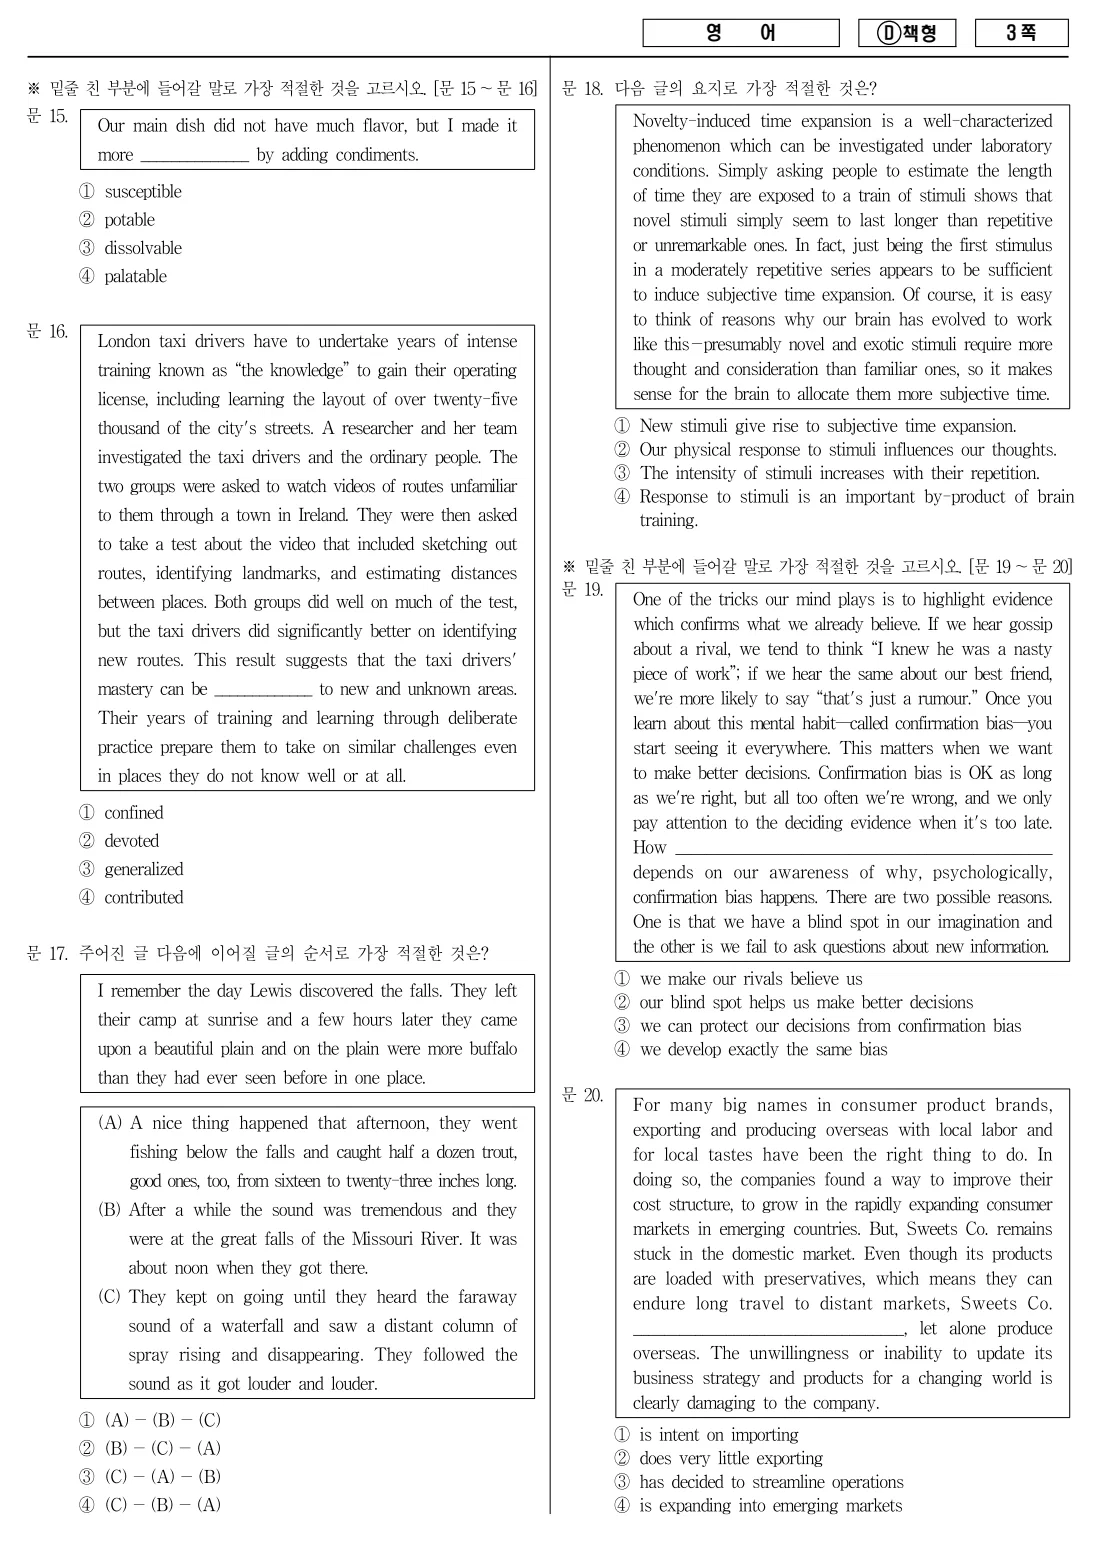 영 어
Ⓓ책형
3쪽
※ 밑줄 친 부분에 들어갈 말로 가장 적절한 것을 고르시오. [문 15 ~ 문 16]
문 15.
Our main dish did not have much flavor, but I made it
more _____________ by adding condiments.
① susceptible
② potable
③ dissolvable
④ palatable
문 16.
London taxi drivers have to undertake years of intense
training known as “the knowledge” to gain their operating
license, including learning the layout of over twenty-five
thousand of the city's streets. A researcher and her team
investigated the taxi drivers and the ordinary people. The
two groups were asked to watch videos of routes unfamiliar
to them through a town in Ireland. They were then asked
to take a test about the video that included sketching out
routes, identifying landmarks, and estimating distances
between places. Both groups did well on much of the test,
but the taxi drivers did significantly better on identifying
new routes. This result suggests that the taxi drivers'
mastery can be ____________ to new and unknown areas.
Their years of training and learning through deliberate
practice prepare them to take on similar challenges even
in places they do not know well or at all.
① confined
② devoted
③ generalized
④ contributed
문 17. 주어진 글 다음에 이어질 글의 순서로 가장 적절한 것은?
I remember the day Lewis discovered the falls. They left
their camp at sunrise and a few hours later they came
upon a beautiful plain and on the plain were more buffalo
than they had ever seen before in one place.
(A) A nice thing happened that afternoon, they went
fishing below the falls and caught half a dozen trout,
good ones, too, from sixteen to twenty-three inches long.
(B) After a while the sound was tremendous and they
were at the great falls of the Missouri River. It was
about noon when they got there.
(C) They kept on going until they heard the faraway
sound of a waterfall and saw a distant column of
spray rising and disappearing. They followed the
sound as it got louder and louder.
① (A) - (B) - (C)
② (B) - (C) - (A)
③ (C) - (A) - (B)
④ (C) - (B) - (A)
문 18. 다음 글의 요지로 가장 적절한 것은?
Novelty-induced time expansion is a well-characterized
phenomenon which can be investigated under laboratory
conditions. Simply asking people to estimate the length
of time they are exposed to a train of stimuli shows that
novel stimuli simply seem to last longer than repetitive
or unremarkable ones. In fact, just being the first stimulus
in a moderately repetitive series appears to be sufficient
to induce subjective time expansion. Of course, it is easy
to think of reasons why our brain has evolved to work
like this—presumably novel and exotic stimuli require more
thought and consideration than familiar ones, so it makes
sense for the brain to allocate them more subjective time.
① New stimuli give rise to subjective time expansion.
② Our physical response to stimuli influences our thoughts.
③ The intensity of stimuli increases with their repetition.
④ Response to stimuli is an important by-product of brain
training.
※ 밑줄 친 부분에 들어갈 말로 가장 적절한 것을 고르시오. [문 19 ~ 문 20]
문 19.
One of the tricks our mind plays is to highlight evidence
which confirms what we already believe. If we hear gossip
about a rival, we tend to think “I knew he was a nasty
piece of work”; if we hear the same about our best friend,
we're more likely to say “that's just a rumour.” Once you
learn about this mental habit—called confirmation bias—you
start seeing it everywhere. This matters when we want
to make better decisions. Confirmation bias is OK as long
as we're right, but all too often we're wrong, and we only
pay attention to the deciding evidence when it's too late.
How ______________________________________________
depends on our awareness of why, psychologically,
confirmation bias happens. There are two possible reasons.
One is that we have a blind spot in our imagination and
the other is we fail to ask questions about new information.
① we make our rivals believe us
② our blind spot helps us make better decisions
③ we can protect our decisions from confirmation bias
④ we develop exactly the same bias
문 20.
For many big names in consumer product brands,
exporting and producing overseas with local labor and
for local tastes have been the right thing to do. In
doing so, the companies found a way to improve their
cost structure, to grow in the rapidly expanding consumer
markets in emerging countries. But, Sweets Co. remains
stuck in the domestic market. Even though its products
are loaded with preservatives, which means they can
endure long travel to distant markets, Sweets Co.
_________________________________, let alone produce
overseas. The unwillingness or inability to update its
business strategy and products for a changing world is
clearly damaging to the company.
① is intent on importing
② does very little exporting
③ has decided to streamline operations
④ is expanding into emerging markets